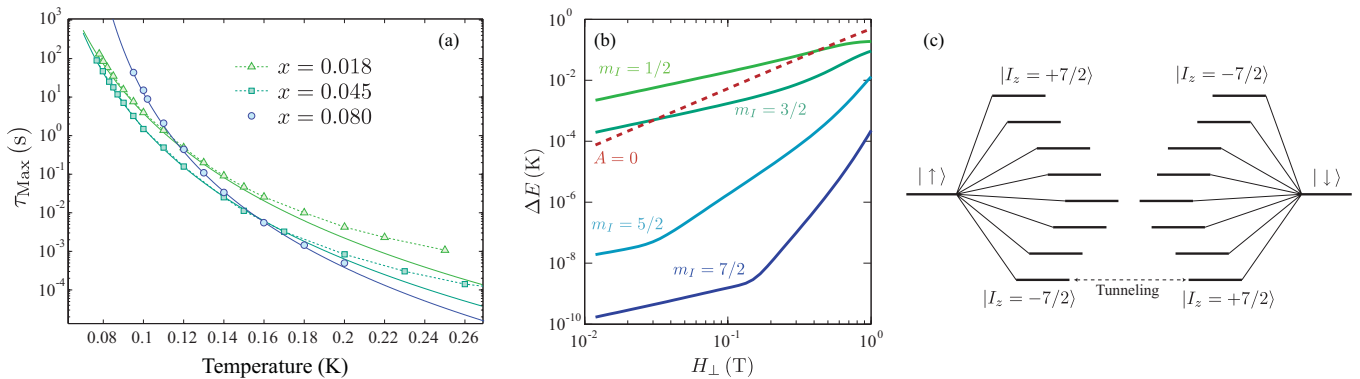 (a)
x = 0.018
x = 0.045
x = 0.080
τ_Max (s)
10^3
10^2
10^1
10^0
10^-1
10^-2
10^-3
10^-4
0.08 0.1 0.12 0.14 0.16 0.18 0.2 0.22 0.24 0.26
Temperature (K)
(b)
m_I = 1/2
m_I = 3/2
A = 0
m_I = 5/2
m_I = 7/2
ΔE (K)
10^0
10^-2
10^-4
10^-6
10^-8
10^-10
10^-1 10^0
H_⊥ (T)
(c)
|I_z = +7/2⟩ |I_z = −7/2⟩
|↑⟩ |↓⟩
Tunneling
|I_z = −7/2⟩ |I_z = +7/2⟩